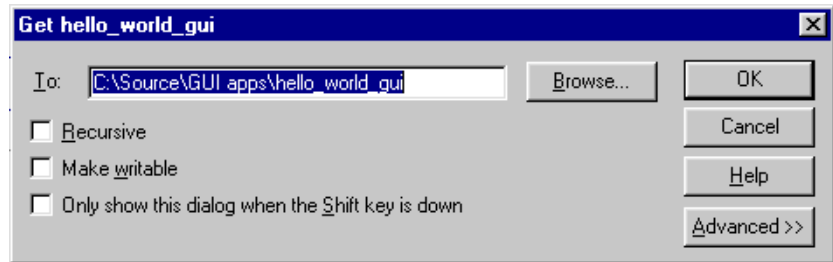 Get hello_world_gui
To: C:\Source\GUI apps\hello_world_gui Browse... OK
Recursive Cancel
Make writable Help
Only show this dialog when the Shift key is down
Advanced >>